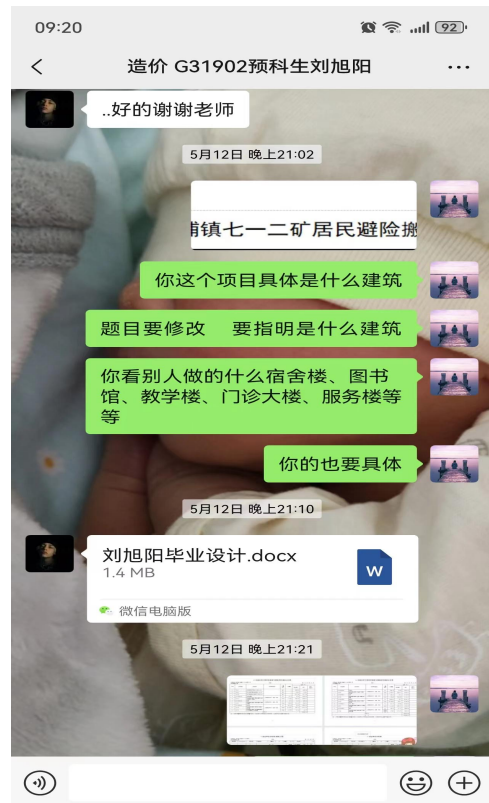 09:20
92
造价 G31902预科生刘旭阳
..好的谢谢老师
5月12日 晚上21:02
镇七一二矿居民避险搬
你这个项目具体是什么建筑
题目要修改 要指明是什么建筑
你看别人做的什么宿舍楼、图书
馆、教学楼、门诊大楼、服务楼等
等
你的也要具体
5月12日 晚上21:10
刘旭阳毕业设计.docx
1.4 MB
W
微信电脑版
5月12日 晚上21:21